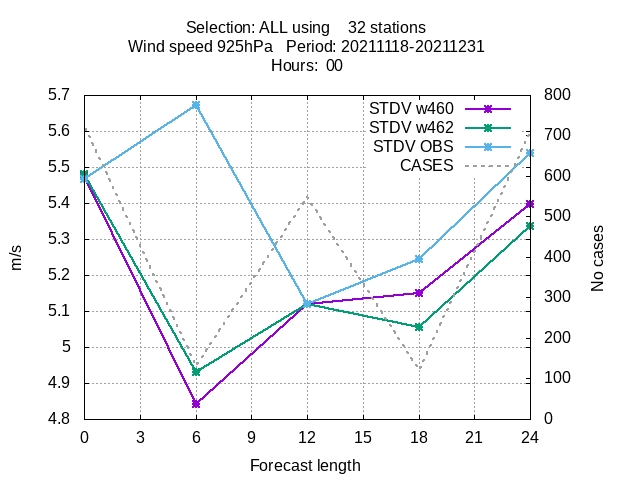 Selection: ALL using 32 stations
Wind speed 925hPa Period: 20211118-20211231
Hours: 00
STDV w460
STDV w462
STDV OBS
CASES
5.7
5.6
5.5
5.4
5.3
5.2
5.1
5
4.9
4.8
m/s
800
700
600
500
400
300
200
100
0
No cases
0 3 6 9 12 15 18 21 24
Forecast length